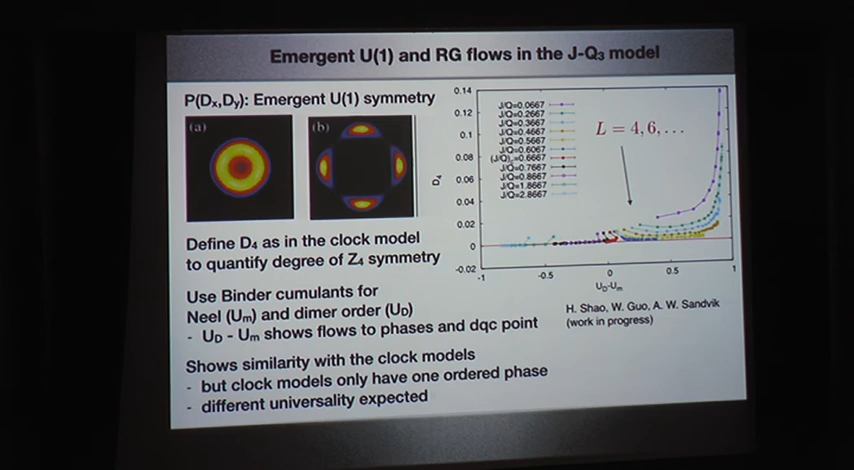 Emergent U(1) and RG flows in the J-Q₃ model
P(Dₓ,Dᵧ): Emergent U(1) symmetry
(a)
(b)
Define D₄ as in the clock model
to quantify degree of Z₄ symmetry
Use Binder cumulants for
Neel (Uₘ) and dimer order (U_D)
- U_D - Uₘ shows flows to phases and dqc point
Shows similarity with the clock models
- but clock models only have one ordered phase
- different universality expected
0.14
0.12
0.1
0.08
0.06
0.04
0.02
0
-0.02
D₄
-1
-0.5
0
0.5
1
U_D-Uₘ
J/Q=0.0667
J/Q=0.2667
J/Q=0.3667
J/Q=0.4667
J/Q=0.5667
J/Q=0.6067
(J/Q)c=0.6667
J/Q=0.7667
J/Q=0.8667
J/Q=1.8667
J/Q=2.8667
L = 4, 6, . . .
H. Shao, W. Guo, A. W. Sandvik
(work in progress)